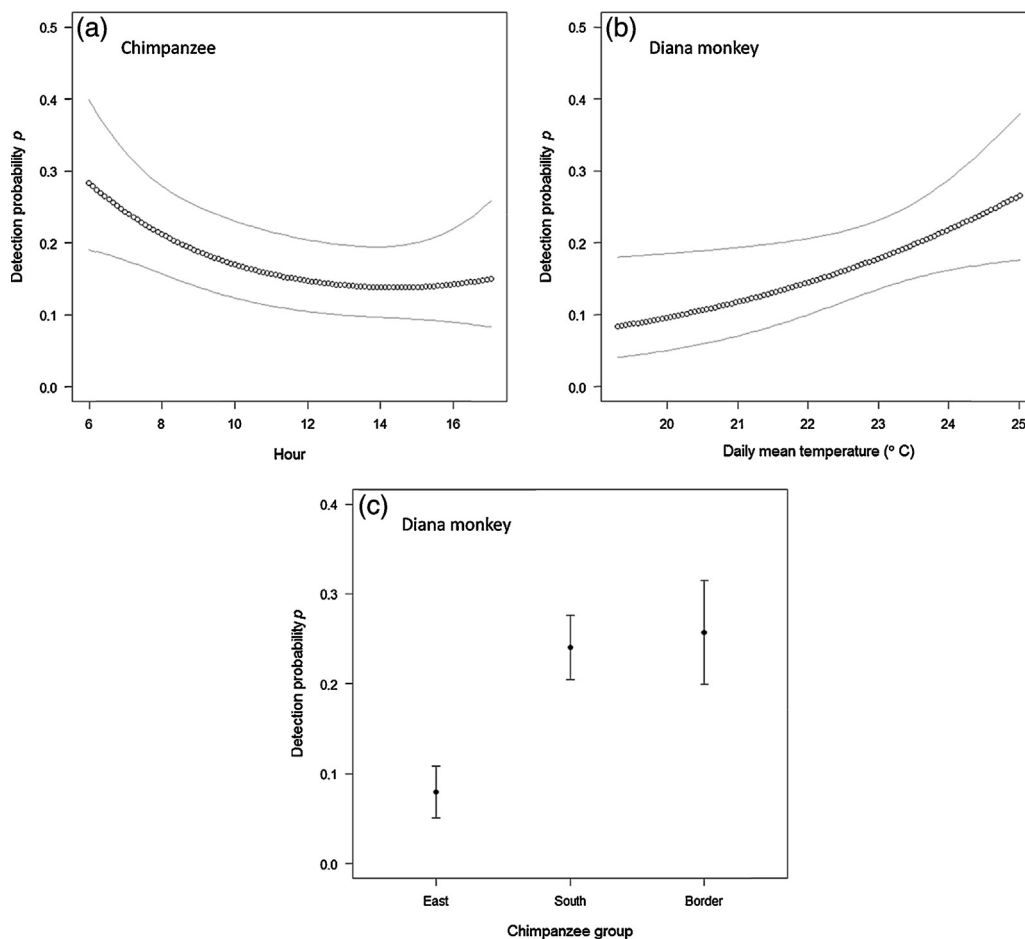 (a)
Chimpanzee
Detection probability p
0.5
0.4
0.3
0.2
0.1
0.0
6 8 10 12 14 16
Hour
(b)
Diana monkey
Detection probability p
0.5
0.4
0.3
0.2
0.1
0.0
20 21 22 23 24 25
Daily mean temperature (° C)
(c)
Diana monkey
Detection probability p
0.4
0.3
0.2
0.1
0.0
East South Border
Chimpanzee group